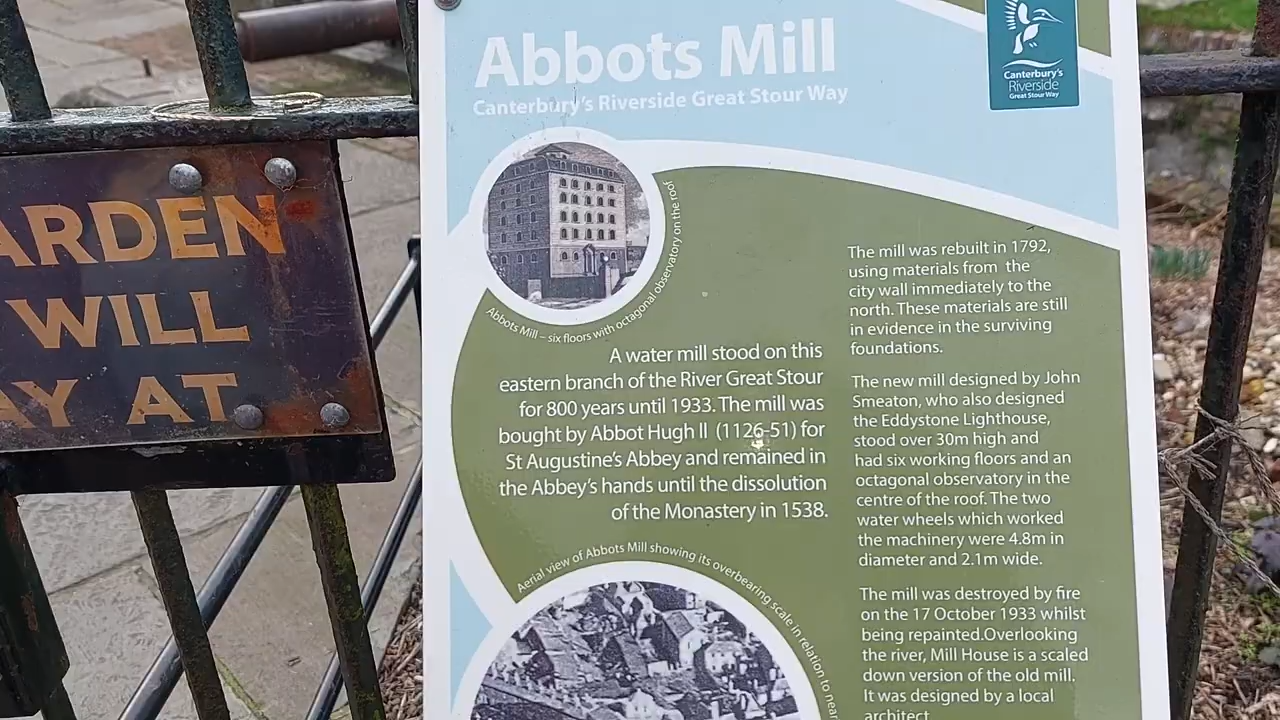 ARDEN
WILL
AY AT
Abbots Mill
Canterbury's Riverside Great Stour Way
Canterbury's
Riverside
Great Stour Way
Abbots Mill – six floors with octagonal observatory on the roof
A water mill stood on this
eastern branch of the River Great Stour
for 800 years until 1933. The mill was
bought by Abbot Hugh ll (1126-51) for
St Augustine's Abbey and remained in
the Abbey's hands until the dissolution
of the Monastery in 1538.
Aerial view of Abbots Mill showing its overbearing scale in relation to near
The mill was rebuilt in 1792,
using materials from the
city wall immediately to the
north. These materials are still
in evidence in the surviving
foundations.
The new mill designed by John
Smeaton, who also designed
the Eddystone Lighthouse,
stood over 30m high and
had six working floors and an
octagonal observatory in the
centre of the roof. The two
water wheels which worked
the machinery were 4.8m in
diameter and 2.1m wide.
The mill was destroyed by fire
on the 17 October 1933 whilst
being repainted.Overlooking
the river, Mill House is a scaled
down version of the old mill.
It was designed by a local
architect